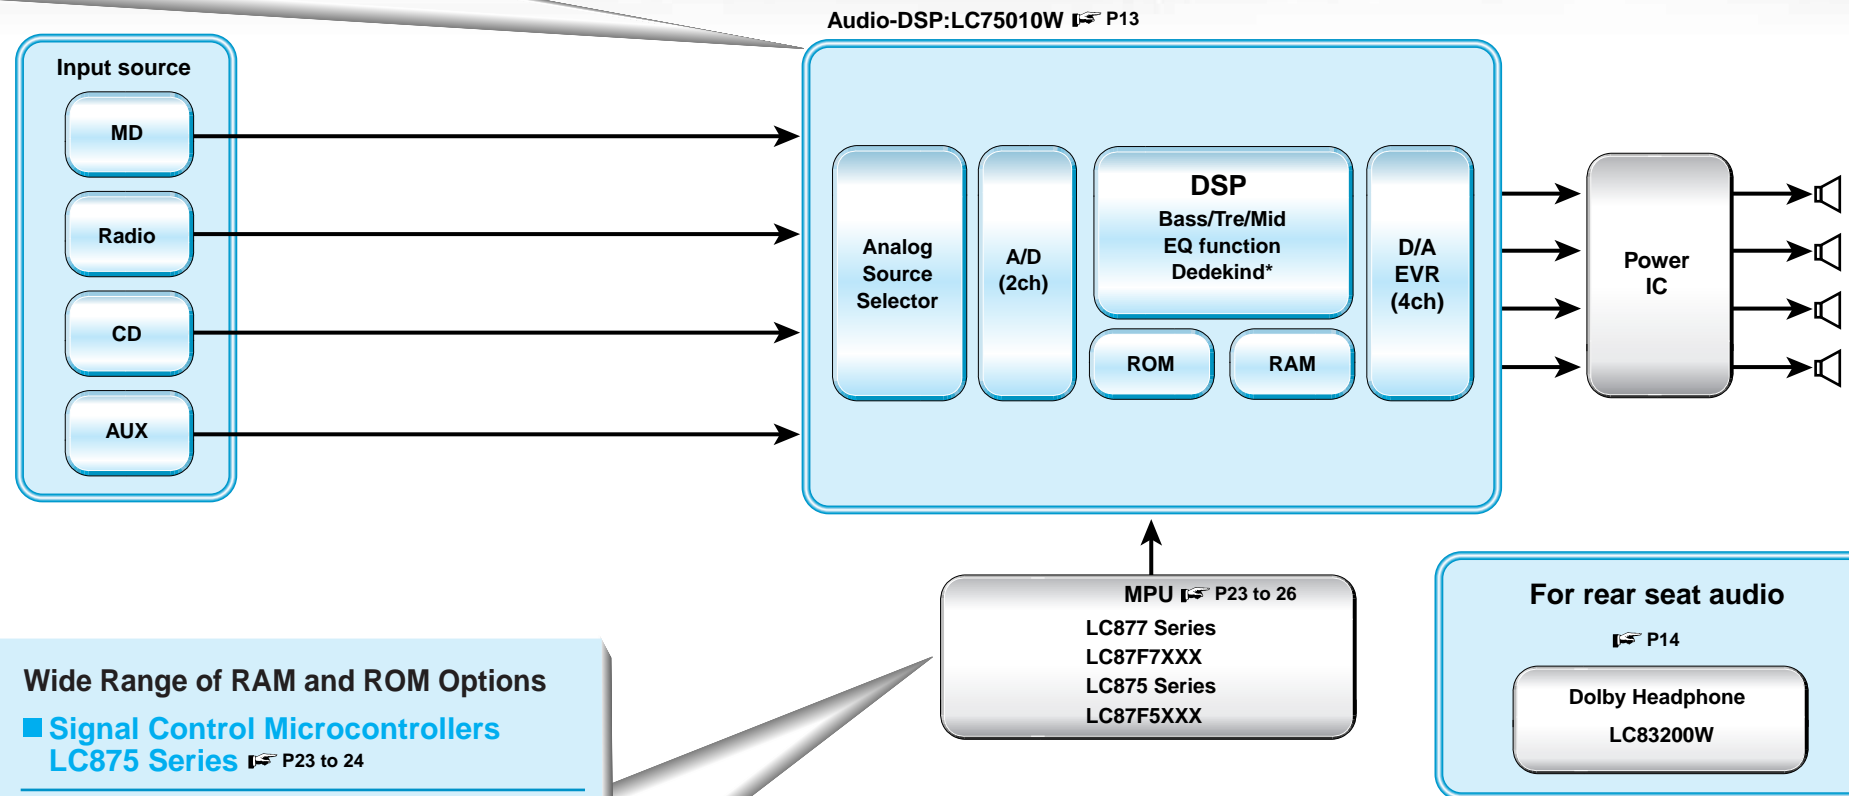 Audio-DSP:LC75010W ☞ P13
Input source
MD
Radio
CD
AUX
Analog
Source
Selector
A/D
(2ch)
DSP
Bass/Tre/Mid
EQ function
Dedekind*
ROM
RAM
D/A
EVR
(4ch)
Power
IC
MPU ☞ P23 to 26
LC877 Series
LC87F7XXX
LC875 Series
LC87F5XXX
For rear seat audio
☞ P14
Dolby Headphone
LC83200W
Wide Range of RAM and ROM Options
■ Signal Control Microcontrollers
LC875 Series ☞ P23 to 24